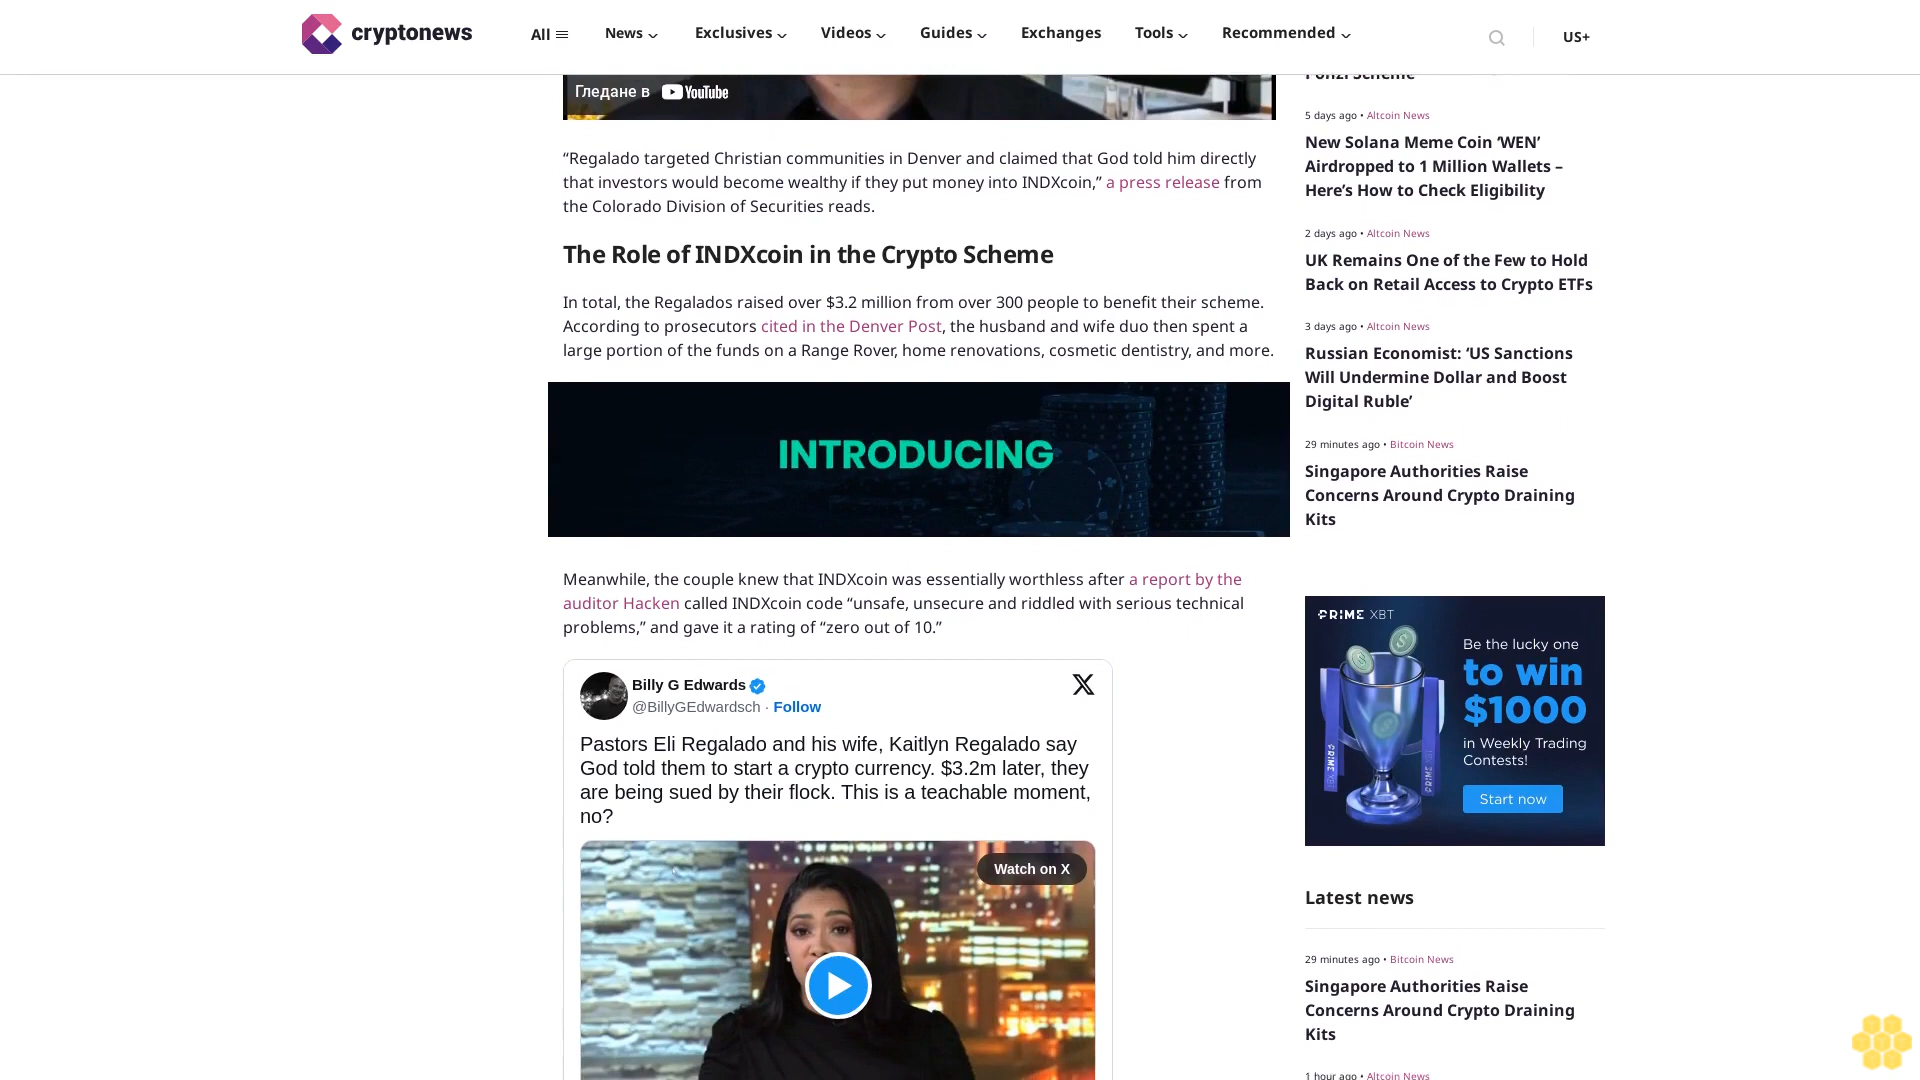 cryptonews
All
News
Exclusives
Videos
Guides
Exchanges
Tools
Recommended
US+
Гледане в YouTube
“Regalado targeted Christian communities in Denver and claimed that God told him directly
that investors would become wealthy if they put money into INDXcoin,” a press release from
the Colorado Division of Securities reads.
The Role of INDXcoin in the Crypto Scheme
In total, the Regalados raised over $3.2 million from over 300 people to benefit their scheme.
According to prosecutors cited in the Denver Post, the husband and wife duo then spent a
large portion of the funds on a Range Rover, home renovations, cosmetic dentistry, and more.
INTRODUCING
Meanwhile, the couple knew that INDXcoin was essentially worthless after a report by the
auditor Hacken called INDXcoin code “unsafe, unsecure and riddled with serious technical
problems,” and gave it a rating of “zero out of 10.”
Billy G Edwards
@BillyGEdwardsch · Follow
Pastors Eli Regalado and his wife, Kaitlyn Regalado say
God told them to start a crypto currency. $3.2m later, they
are being sued by their flock. This is a teachable moment,
no?
Watch on X
Ponzi Scheme
5 days ago • Altcoin News
New Solana Meme Coin ‘WEN’
Airdropped to 1 Million Wallets –
Here’s How to Check Eligibility
2 days ago • Altcoin News
UK Remains One of the Few to Hold
Back on Retail Access to Crypto ETFs
3 days ago • Altcoin News
Russian Economist: ‘US Sanctions
Will Undermine Dollar and Boost
Digital Ruble’
29 minutes ago • Bitcoin News
Singapore Authorities Raise
Concerns Around Crypto Draining
Kits
PRIME XBT
Be the lucky one
to win
$1000
in Weekly Trading
Contests!
Start now
PRIME
PRIME XBT
Latest news
29 minutes ago • Bitcoin News
Singapore Authorities Raise
Concerns Around Crypto Draining
Kits
1 hour ago • Altcoin News